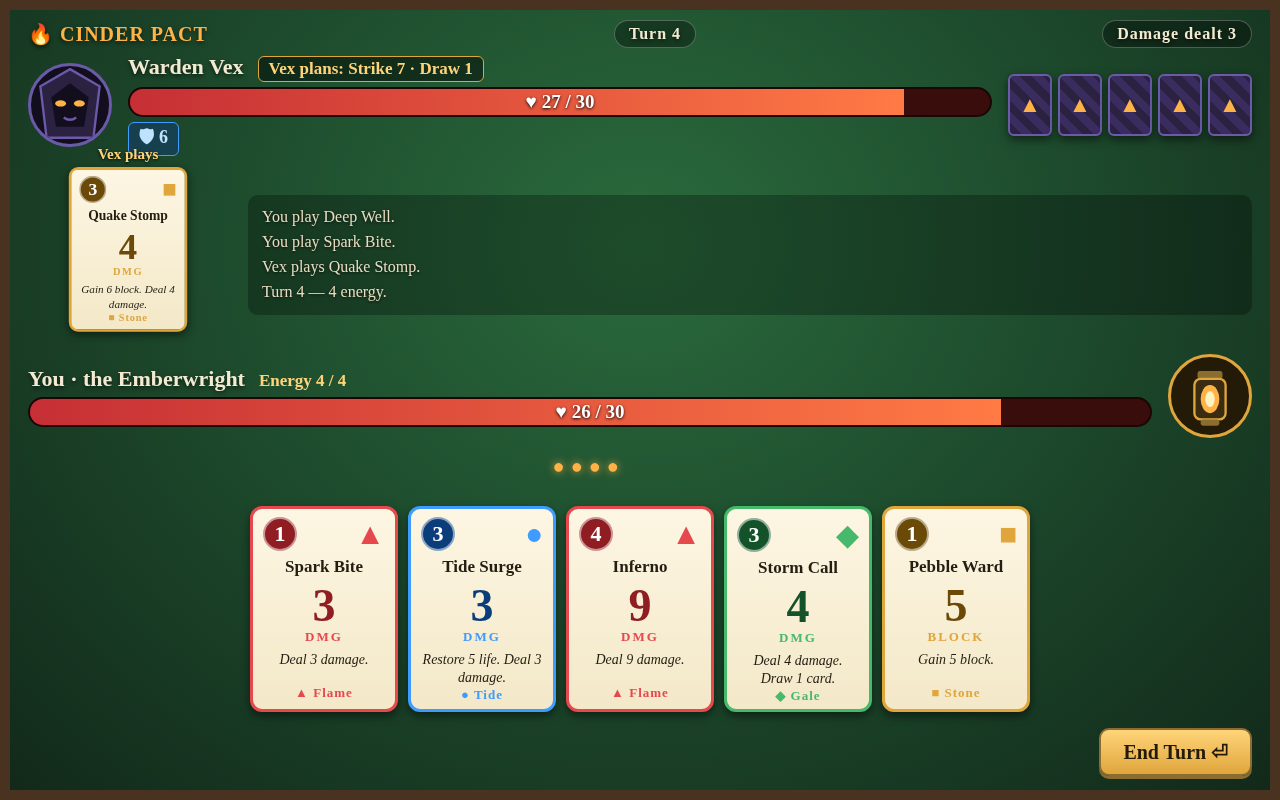 🔥 CINDER PACT
Turn 4
Damage dealt 3
Warden Vex
Vex plans: Strike 7 · Draw 1
♥ 27 / 30
6
Vex plays
3
Quake Stomp
4
DMG
Gain 6 block. Deal 4
damage.
■ Stone
You play Deep Well.
You play Spark Bite.
Vex plays Quake Stomp.
Turn 4 — 4 energy.
You · the Emberwright
Energy 4 / 4
♥ 26 / 30
1
Spark Bite
3
DMG
Deal 3 damage.
▲ Flame
3
Tide Surge
3
DMG
Restore 5 life. Deal 3
damage.
● Tide
4
Inferno
9
DMG
Deal 9 damage.
▲ Flame
3
Storm Call
4
DMG
Deal 4 damage.
Draw 1 card.
◆ Gale
1
Pebble Ward
5
BLOCK
Gain 5 block.
■ Stone
End Turn ⏎